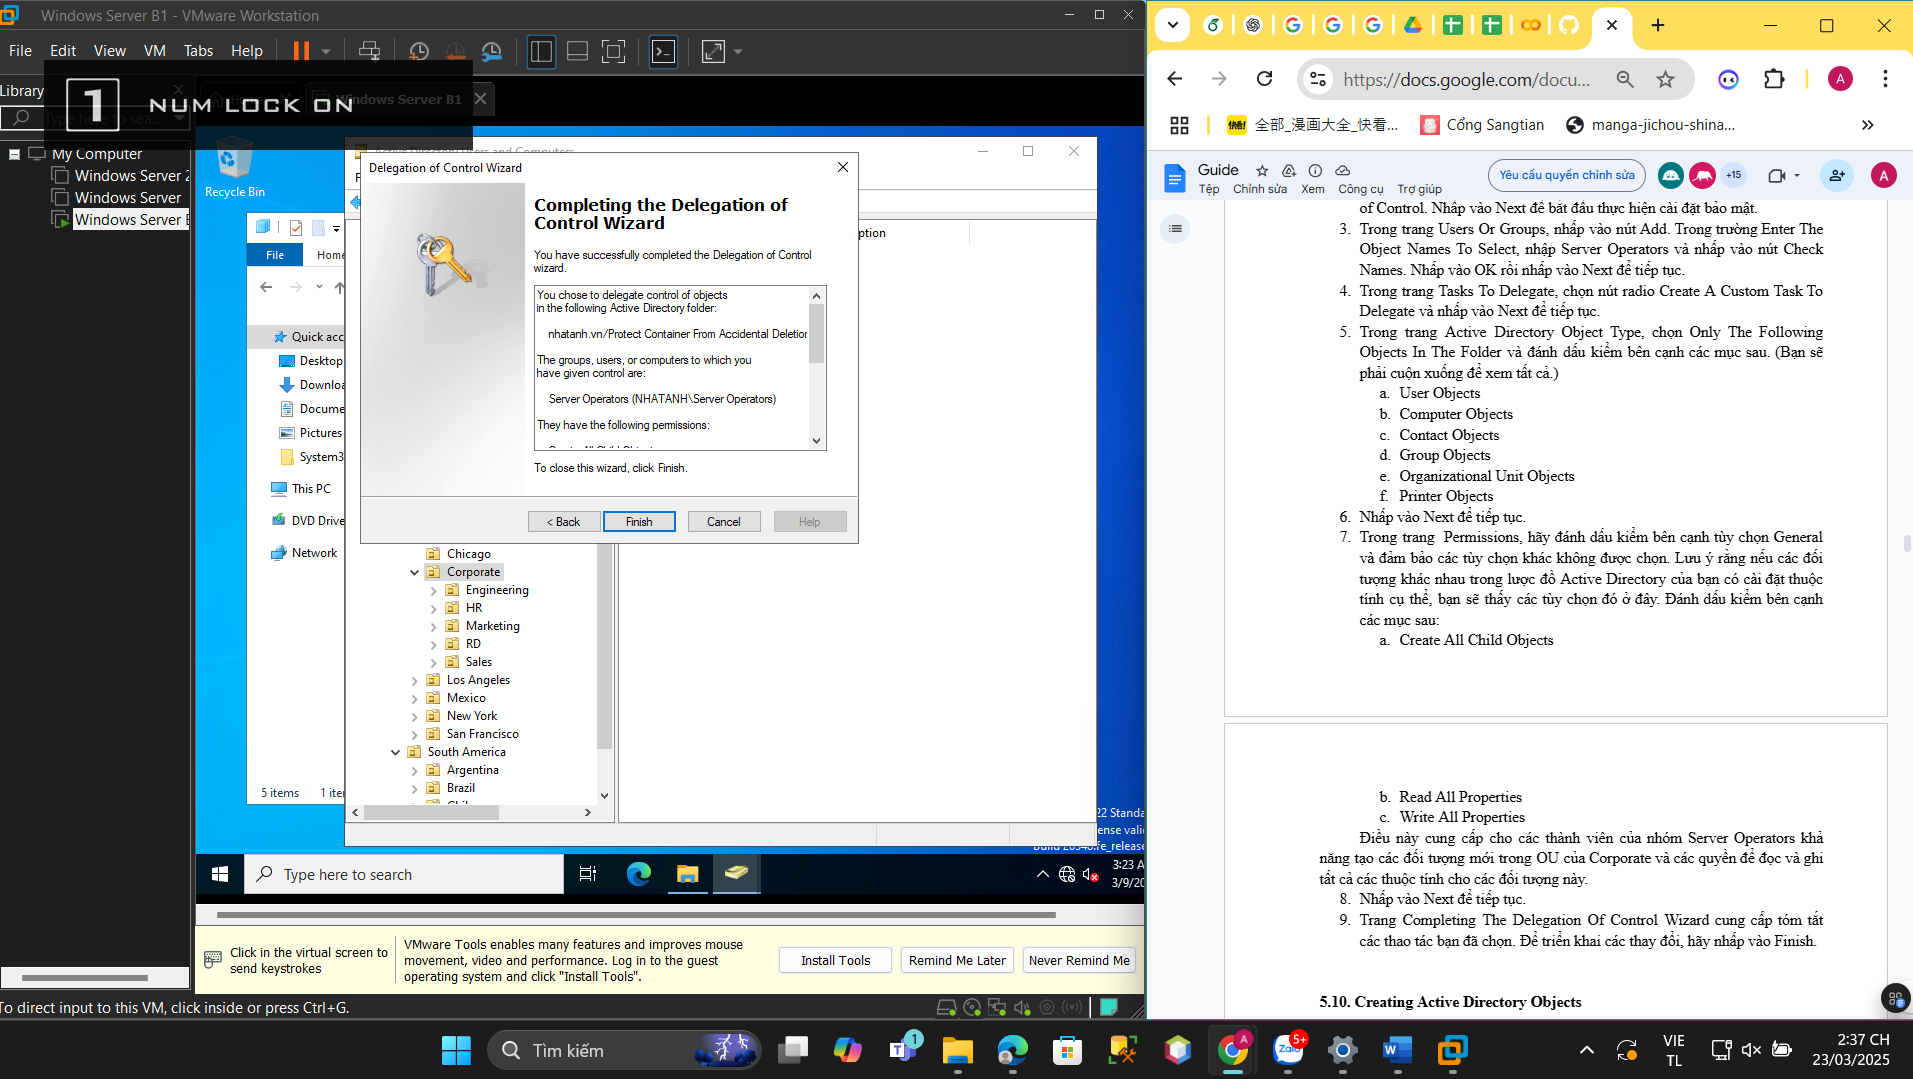 Windows Server B1 - VMware Workstation
File Edit View VM Tabs Help
Library
1 NUM LOCK ON
Windows Server B1
My Computer
Windows Server 2
Windows Server
Windows Server B
Recycle Bin
Delegation of Control Wizard
Completing the Delegation of
Control Wizard
You have successfully completed the Delegation of Control
wizard.
You chose to delegate control of objects
in the following Active Directory folder:
nhatanh.vn/Protect Container From Accidental Deletion
The groups, users, or computers to which you
have given control are:
Server Operators (NHATANH\Server Operators)
They have the following permissions:
To close this wizard, click Finish.
< Back Finish Cancel Help
ption
File Home
Quick acc
Desktop
Downloa
Docume
Pictures
System3
This PC
DVD Drive
Network
5 items 1 iter
Chicago
Corporate
Engineering
HR
Marketing
RD
Sales
Los Angeles
Mexico
New York
San Francisco
South America
Argentina
Brazil
22 Standa
ense valid
Type here to search
3:23 A
3/9/20
Click in the virtual screen to
send keystrokes
VMware Tools enables many features and improves mouse
movement, video and performance. Log in to the guest
operating system and click "Install Tools".
Install Tools Remind Me Later Never Remind Me
To direct input to this VM, click inside or press Ctrl+G.
https://docs.google.com/docu...
A
全部_漫画大全_快看...
Cổng Sangtian
manga-jichou-shina...
Guide
Tệp Chỉnh sửa Xem Công cụ Trợ giúp
Yêu cầu quyền chỉnh sửa
+15
A
of Control. Nhấp vào Next để bắt đầu thực hiện cài đặt bảo mật.
3. Trong trang Users Or Groups, nhấp vào nút Add. Trong trường Enter The
Object Names To Select, nhập Server Operators và nhấp vào nút Check
Names. Nhấp vào OK rồi nhấp vào Next để tiếp tục.
4. Trong trang Tasks To Delegate, chọn nút radio Create A Custom Task To
Delegate và nhấp vào Next để tiếp tục.
5. Trong trang Active Directory Object Type, chọn Only The Following
Objects In The Folder và đánh dấu kiểm bên cạnh các mục sau. (Bạn sẽ
phải cuộn xuống để xem tất cả.)
a. User Objects
b. Computer Objects
c. Contact Objects
d. Group Objects
e. Organizational Unit Objects
f. Printer Objects
6. Nhấp vào Next để tiếp tục.
7. Trong trang Permissions, hãy đánh dấu kiểm bên cạnh tùy chọn General
và đảm bảo các tùy chọn khác không được chọn. Lưu ý rằng nếu các đối
tượng khác nhau trong lược đồ Active Directory của bạn có cài đặt thuộc
tính cụ thể, bạn sẽ thấy các tùy chọn đó ở đây. Đánh dấu kiểm bên cạnh
các mục sau:
a. Create All Child Objects
b. Read All Properties
c. Write All Properties
Điều này cung cấp cho các thành viên của nhóm Server Operators khả
năng tạo các đối tượng mới trong OU của Corporate và các quyền để đọc và ghi
tất cả các thuộc tính cho các đối tượng này.
8. Nhấp vào Next để tiếp tục.
9. Trang Completing The Delegation Of Control Wizard cung cấp tóm tắt
các thao tác bạn đã chọn. Để triển khai các thay đổi, hãy nhấp vào Finish.
5.10. Creating Active Directory Objects
Tìm kiếm
1
A
Zalo
5+
VIE
TL
2:37 CH
23/03/2025